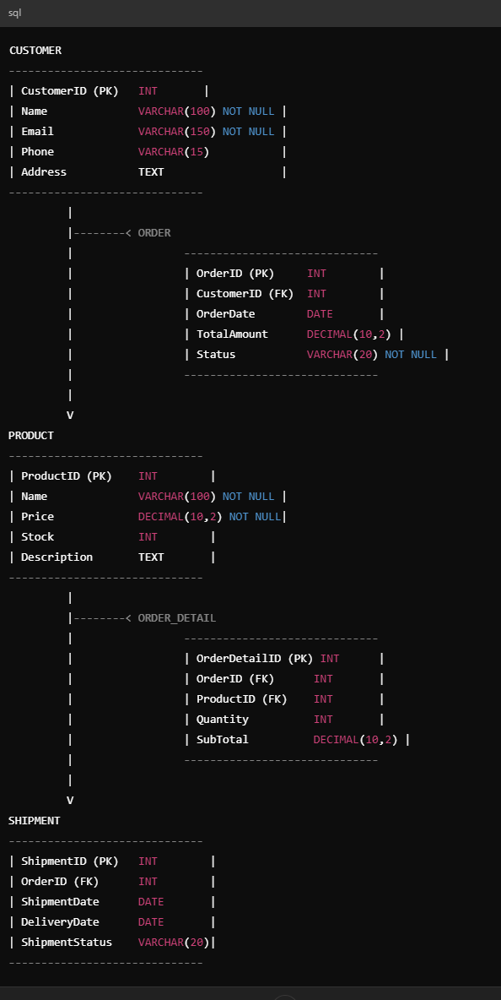 sql
CUSTOMER
------------------------------
| CustomerID (PK)   INT       |
| Name              VARCHAR(100) NOT NULL |
| Email             VARCHAR(150) NOT NULL |
| Phone             VARCHAR(15)           |
| Address           TEXT                  |
------------------------------
         |
         |--------< ORDER
         |                 ------------------------------
         |                 | OrderID (PK)     INT        |
         |                 | CustomerID (FK)  INT        |
         |                 | OrderDate        DATE       |
         |                 | TotalAmount      DECIMAL(10,2) |
         |                 | Status           VARCHAR(20) NOT NULL |
         |                 ------------------------------
         |
         V
PRODUCT
------------------------------
| ProductID (PK)    INT        |
| Name              VARCHAR(100) NOT NULL |
| Price             DECIMAL(10,2) NOT NULL|
| Stock             INT        |
| Description       TEXT       |
------------------------------
         |
         |--------< ORDER_DETAIL
         |                 ------------------------------
         |                 | OrderDetailID (PK) INT      |
         |                 | OrderID (FK)      INT       |
         |                 | ProductID (FK)    INT       |
         |                 | Quantity          INT       |
         |                 | SubTotal          DECIMAL(10,2) |
         |                 ------------------------------
         |
         V
SHIPMENT
------------------------------
| ShipmentID (PK)   INT        |
| OrderID (FK)      INT        |
| ShipmentDate      DATE       |
| DeliveryDate      DATE       |
| ShipmentStatus    VARCHAR(20)|
------------------------------